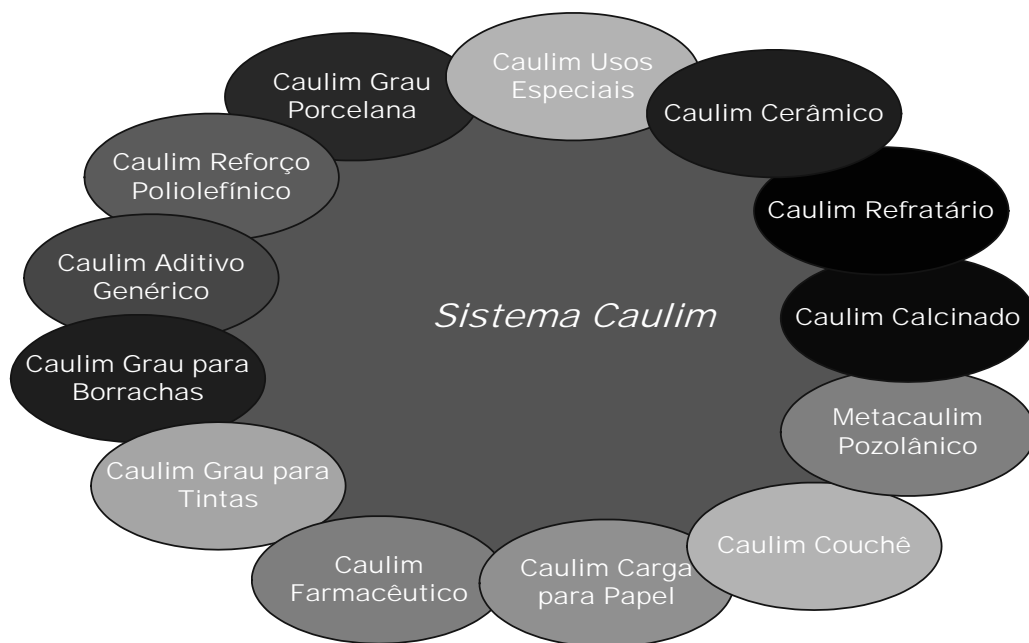 Caulim Usos
Especiais
Caulim Grau
Porcelana
Caulim Cerâmico
Caulim Reforço
Poliolefínico
Caulim Refratário
Caulim Aditivo
Genérico
Sistema Caulim
Caulim Calcinado
Caulim Grau para
Borrachas
Metacaulim
Pozolânico
Caulim Grau para
Tintas
Caulim Couchê
Caulim
Farmacêutico
Caulim Carga
para Papel